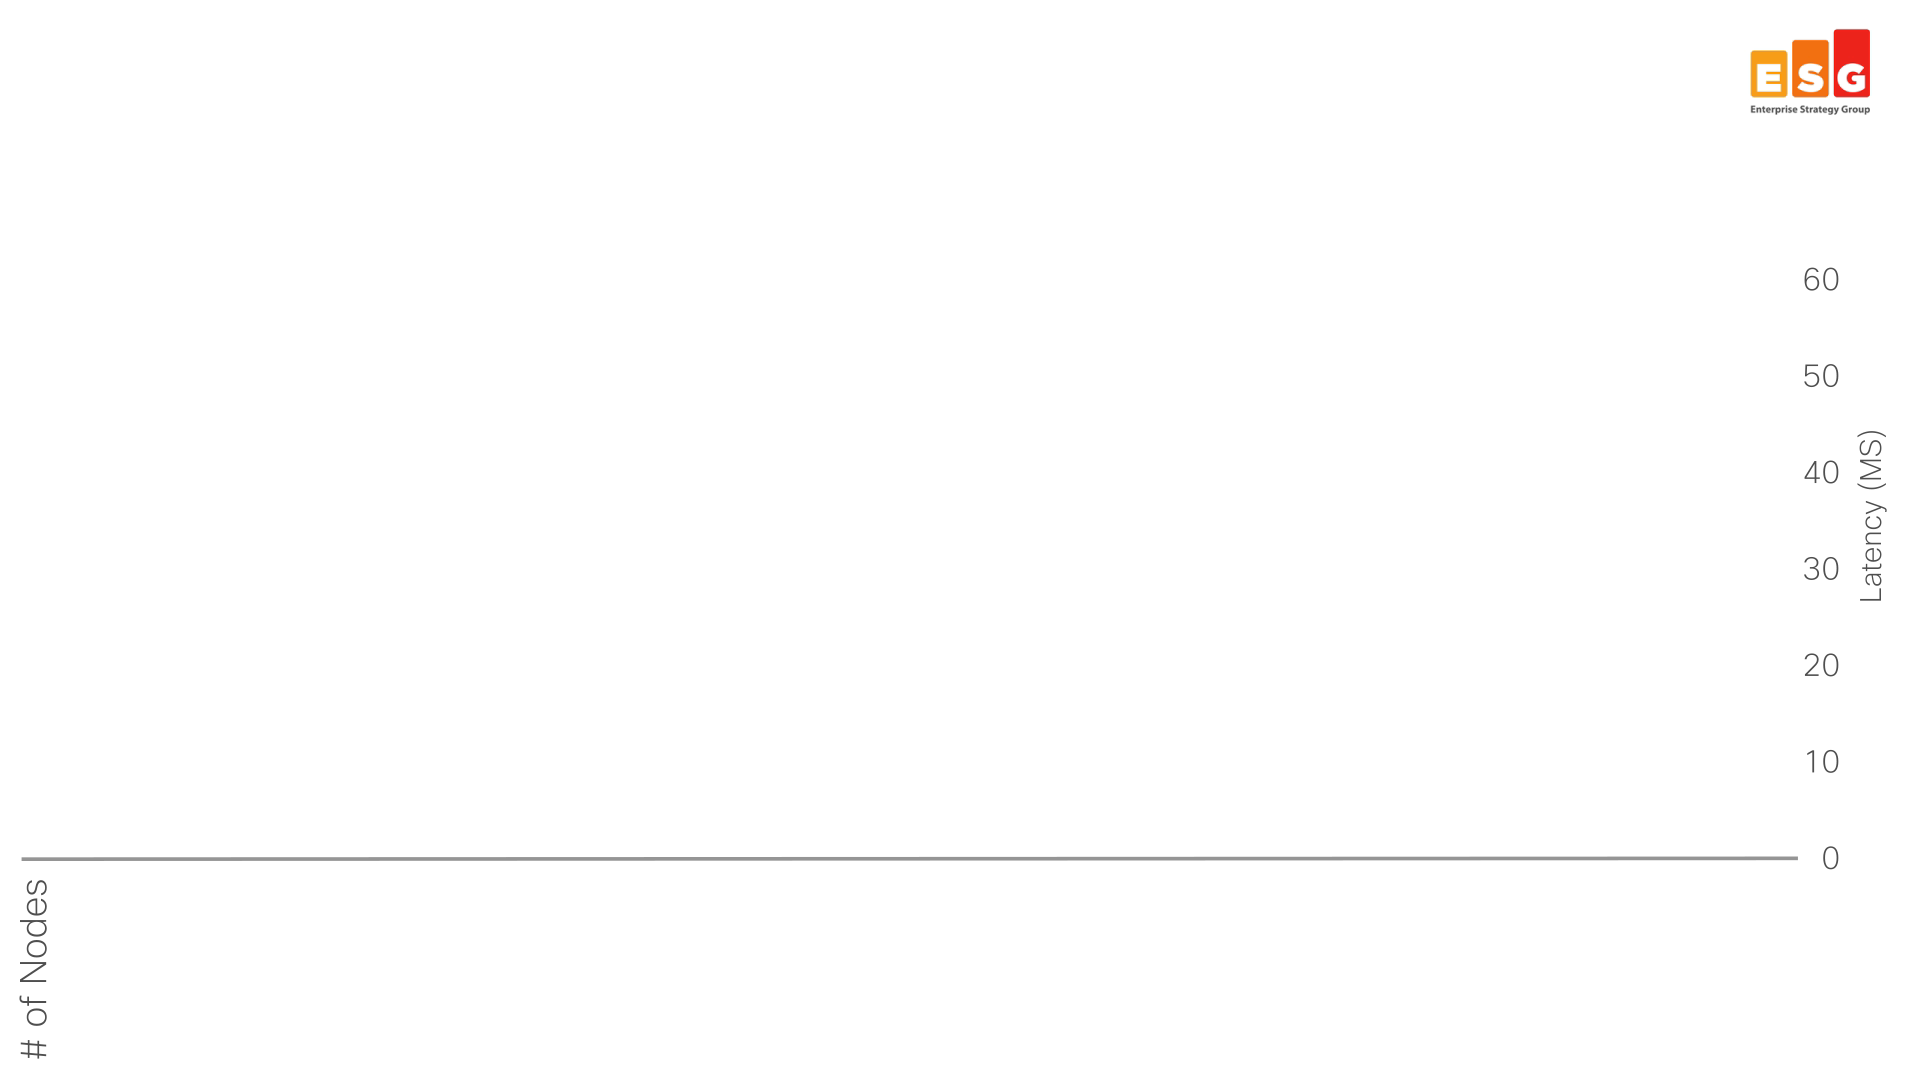 ESG
Enterprise Strategy Group
60
50
40
30
20
10
0
Latency (MS)
# of Nodes